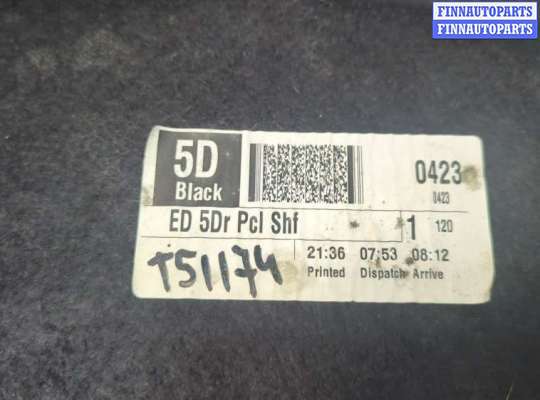 FINNAUTOPARTS
FINNAUTOPARTS
5D
Black
0423
0423
ED 5Dr Pcl Shf
1 120
21:36 07:53 08:12
Printed Dispatch Arrive
T51174